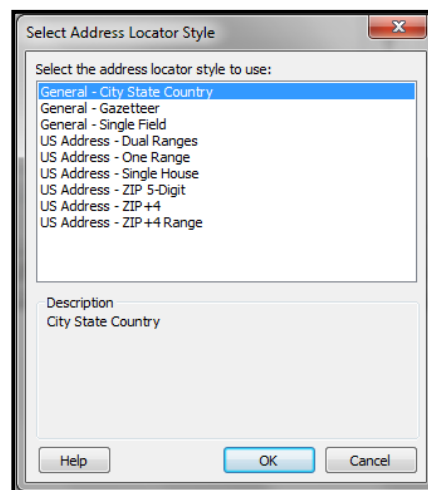 Select Address Locator Style
Select the address locator style to use:
General - City State Country
General - Gazetteer
General - Single Field
US Address - Dual Ranges
US Address - One Range
US Address - Single House
US Address - ZIP 5-Digit
US Address - ZIP+4
US Address - ZIP+4 Range
Description
City State Country
Help OK Cancel